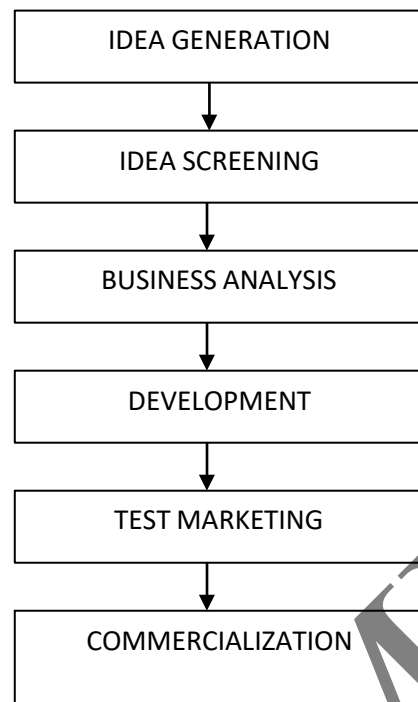 IDEA GENERATION
IDEA SCREENING
BUSINESS ANALYSIS
DEVELOPMENT
TEST MARKETING
COMMERCIALIZATION